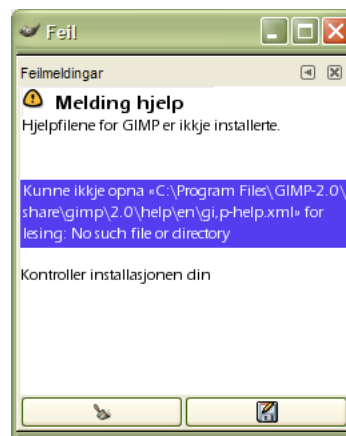 Feil
Feilmeldingar
Melding hjelp
Hjelpfilene for GIMP er ikkje installerte.
Kunne ikkje opna «C:\Program Files\GIMP-2.0\
share\gimp\2.0\help\en\gi,p-help.xml» for
lesing: No such file or directory
Kontroller installasjonen din